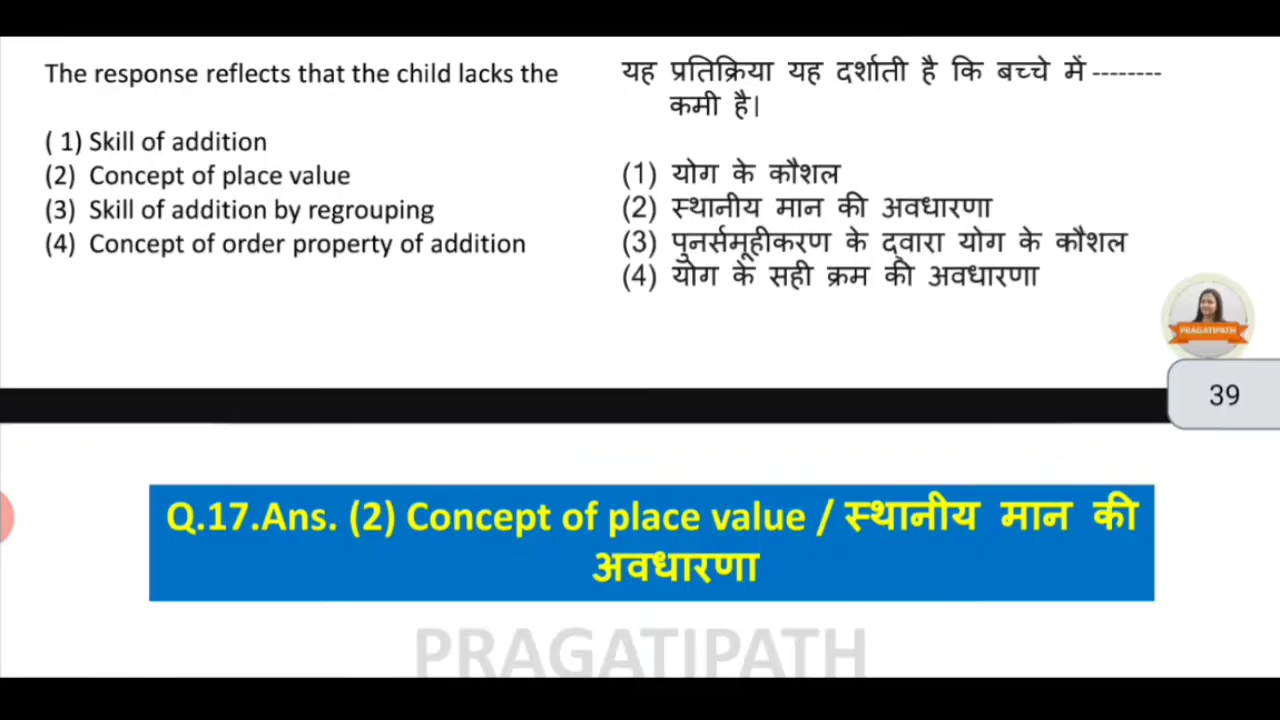 The response reflects that the child lacks the
( 1) Skill of addition
(2) Concept of place value
(3) Skill of addition by regrouping
(4) Concept of order property of addition
यह प्रतिक्रिया यह दर्शाती है कि बच्चे में --------
कमी है।
(1) योग के कौशल
(2) स्थानीय मान की अवधारणा
(3) पुनर्समूहीकरण के द्वारा योग के कौशल
(4) योग के सही क्रम की अवधारणा
PRAGATIPATH
39
Q.17.Ans. (2) Concept of place value / स्थानीय मान की
अवधारणा
PRAGATIPATH